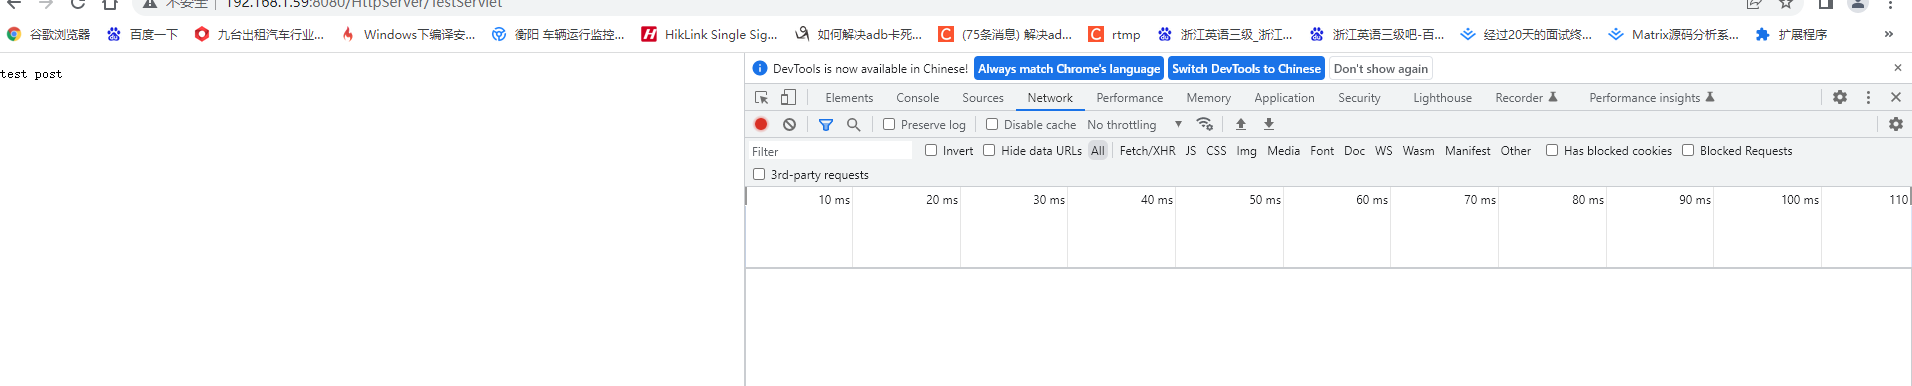 不安全 | 192.168.1.59:8080/HttpServer/TestServlet
谷歌浏览器 百度一下 九台出租汽车行业... Windows下编译安... 衡阳 车辆运行监控... HikLink Single Sig... 如何解决adb卡死... (75条消息) 解决ad... rtmp 浙江英语三级_浙江... 浙江英语三级吧-百... 经过20天的面试终... Matrix源码分析系... 扩展程序 »
test post
DevTools is now available in Chinese! Always match Chrome's language Switch DevTools to Chinese Don't show again
Elements Console Sources Network Performance Memory Application Security Lighthouse Recorder Performance insights
Preserve log Disable cache No throttling
Filter Invert Hide data URLs All Fetch/XHR JS CSS Img Media Font Doc WS Wasm Manifest Other Has blocked cookies Blocked Requests
3rd-party requests
10 ms 20 ms 30 ms 40 ms 50 ms 60 ms 70 ms 80 ms 90 ms 100 ms 110